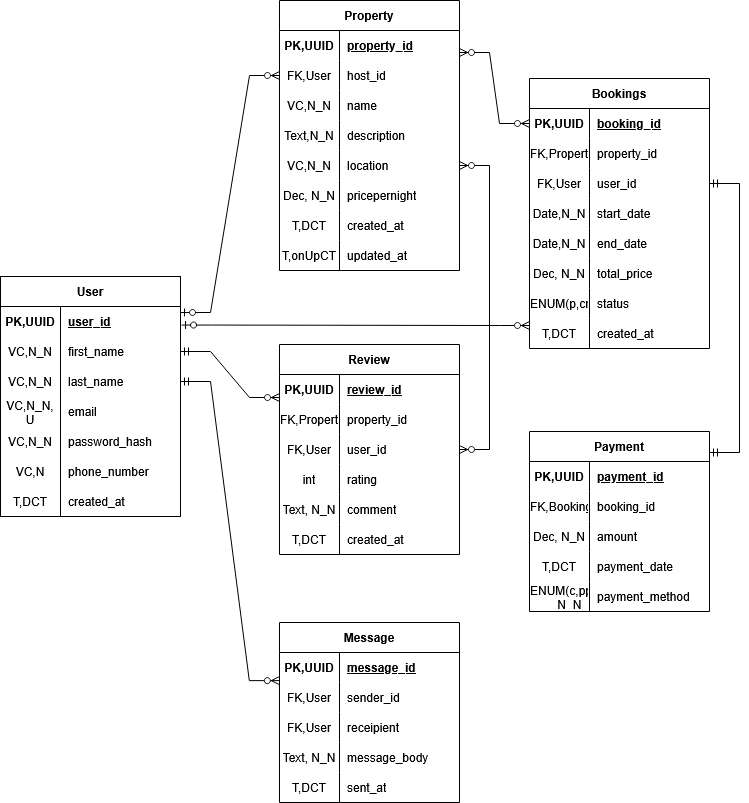 Property
PK,UUID property_id
FK,User host_id
VC,N_N name
Text,N_N description
VC,N_N location
Dec, N_N pricepernight
T,DCT created_at
T,onUpCT updated_at
Bookings
PK,UUID booking_id
FK,Propert property_id
FK,User user_id
Date,N_N start_date
Date,N_N end_date
Dec, N_N total_price
ENUM(p,cr status
T,DCT created_at
User
PK,UUID user_id
VC,N_N first_name
VC,N_N last_name
VC,N_N, email
U
VC,N_N password_hash
VC,N phone_number
T,DCT created_at
Review
PK,UUID review_id
FK,Propert property_id
FK,User user_id
int rating
Text, N_N comment
T,DCT created_at
Payment
PK,UUID payment_id
FK,Booking booking_id
Dec, N_N amount
T,DCT payment_date
ENUM(c,pp payment_method
N_N
Message
PK,UUID message_id
FK,User sender_id
FK,User receipient
Text, N_N message_body
T,DCT sent_at